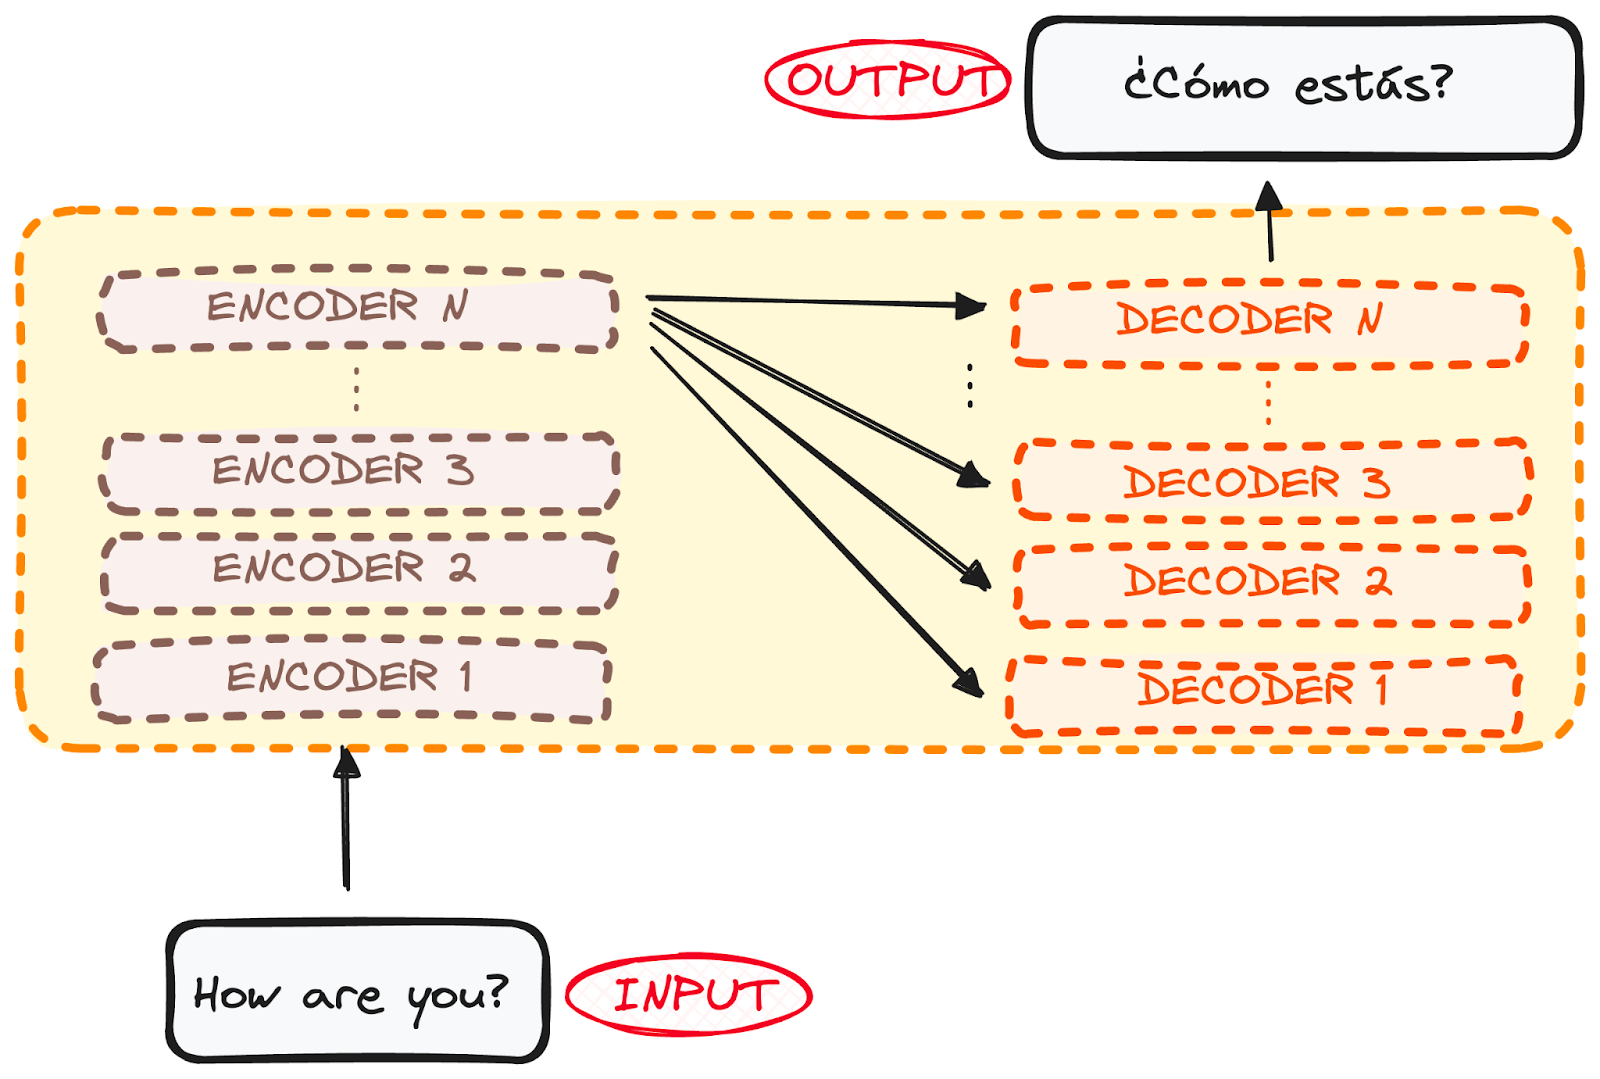 OUTPUT
¿Cómo estás?
ENCODER N
ENCODER 3
ENCODER 2
ENCODER 1
DECODER N
DECODER 3
DECODER 2
DECODER 1
How are you?
INPUT